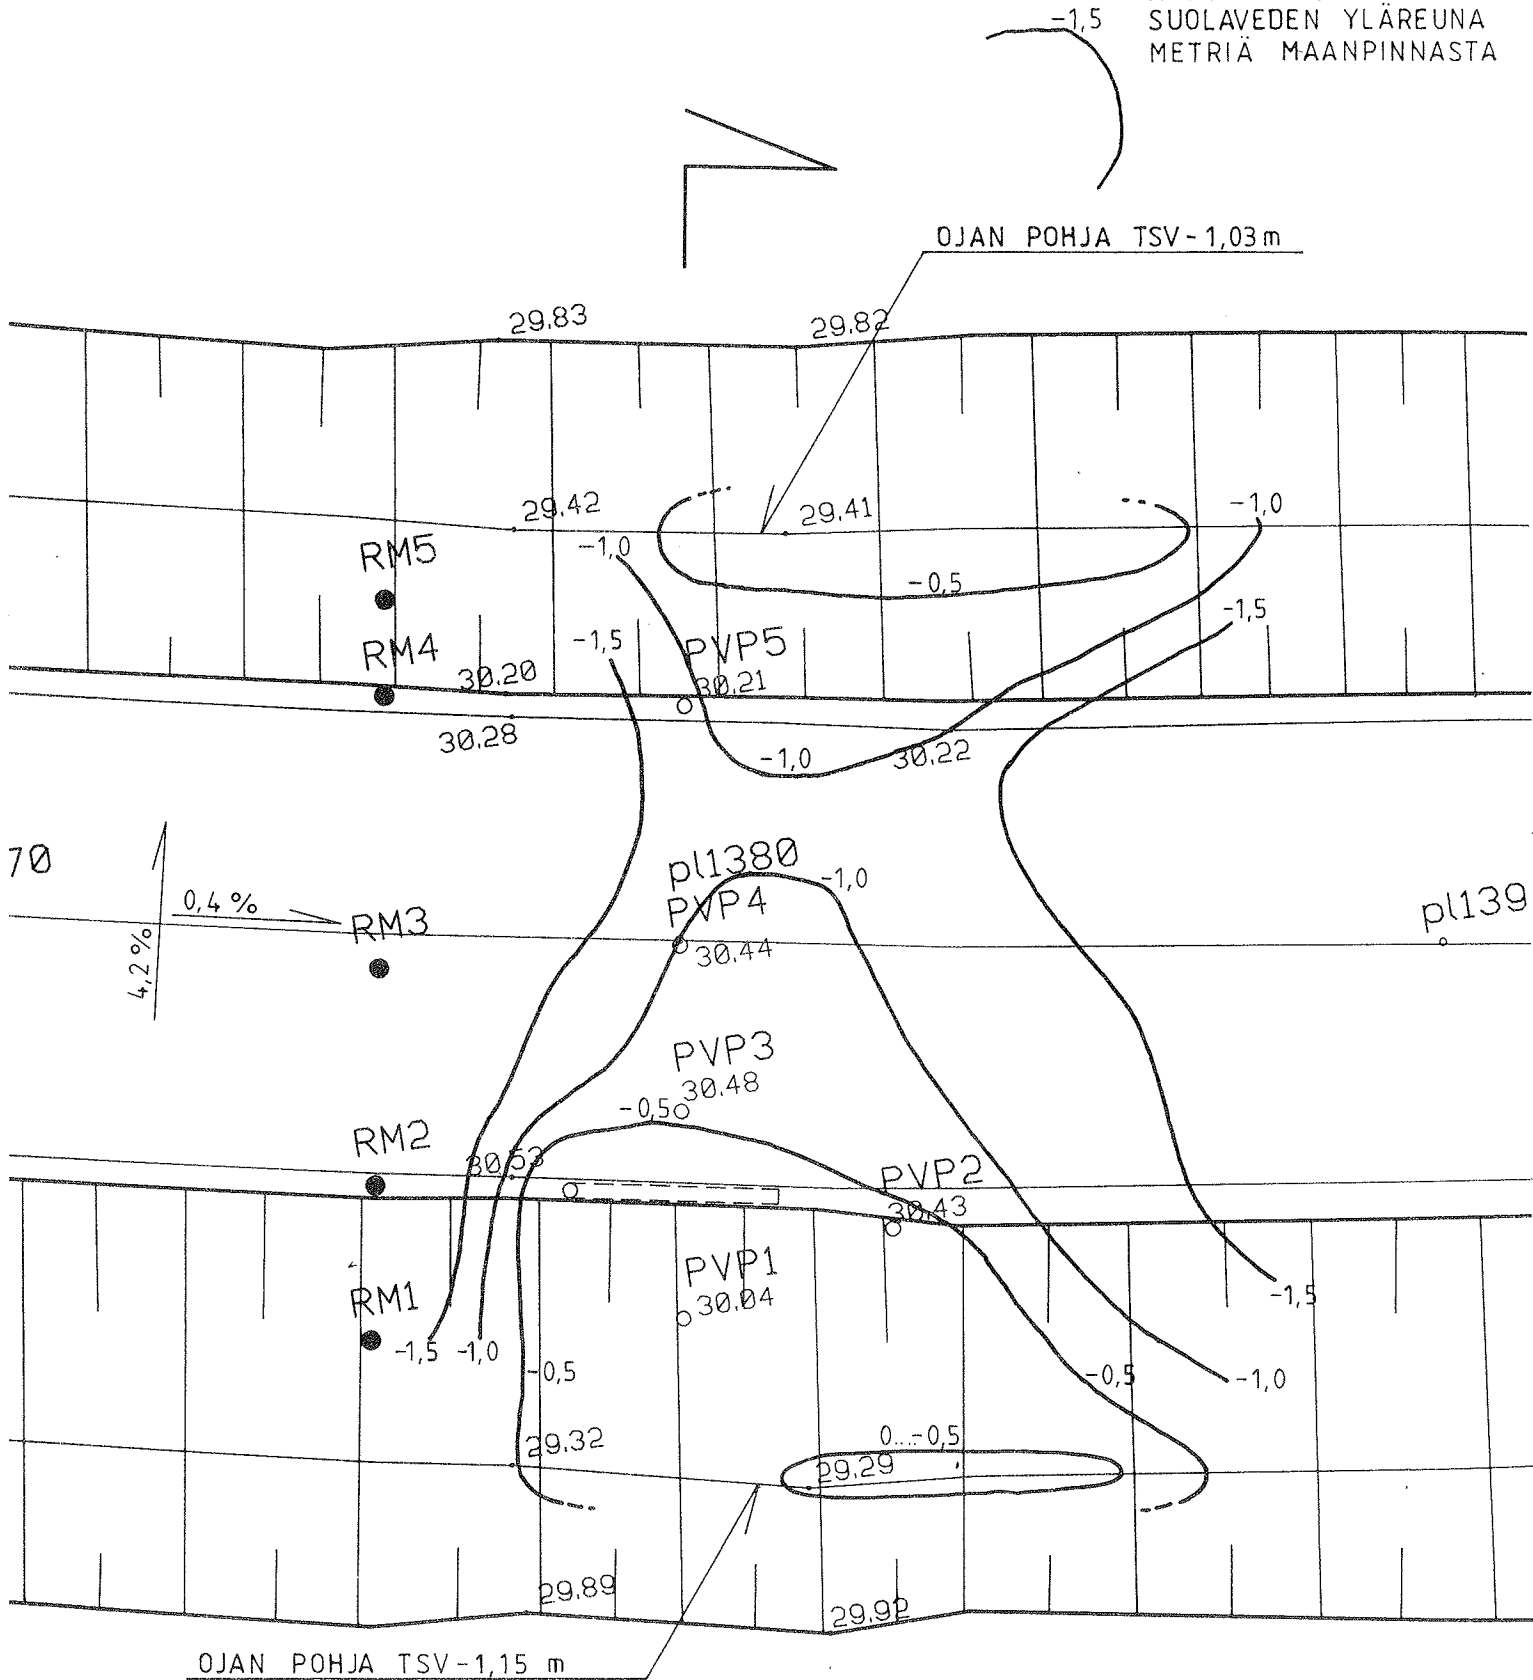 -1,5 SUOLAVEDEN YLÄREUNA
METRIÄ MAANPINNASTA
OJAN POHJA TSV-1,03m
29.83
29.82
29.42
29.41
-1,0
-1,0
RM5
-0,5
-1,5
-1,5
RM4
PVP5
30.20
30.21
30.28
-1,0
30.22
70
pl1380
-1,0
0,4%
PVP4
pl139
RM3
30.44
4,2%
PVP3
30.48
-0,5
RM2
30.53
PVP2
30.43
PVP1
30.04
RM1
-1,5
-1,5 -1,0
-0,5
-0,5
-1,0
0...-0,5
29.32
29.29
29.89
29.92
OJAN POHJA TSV-1,15 m